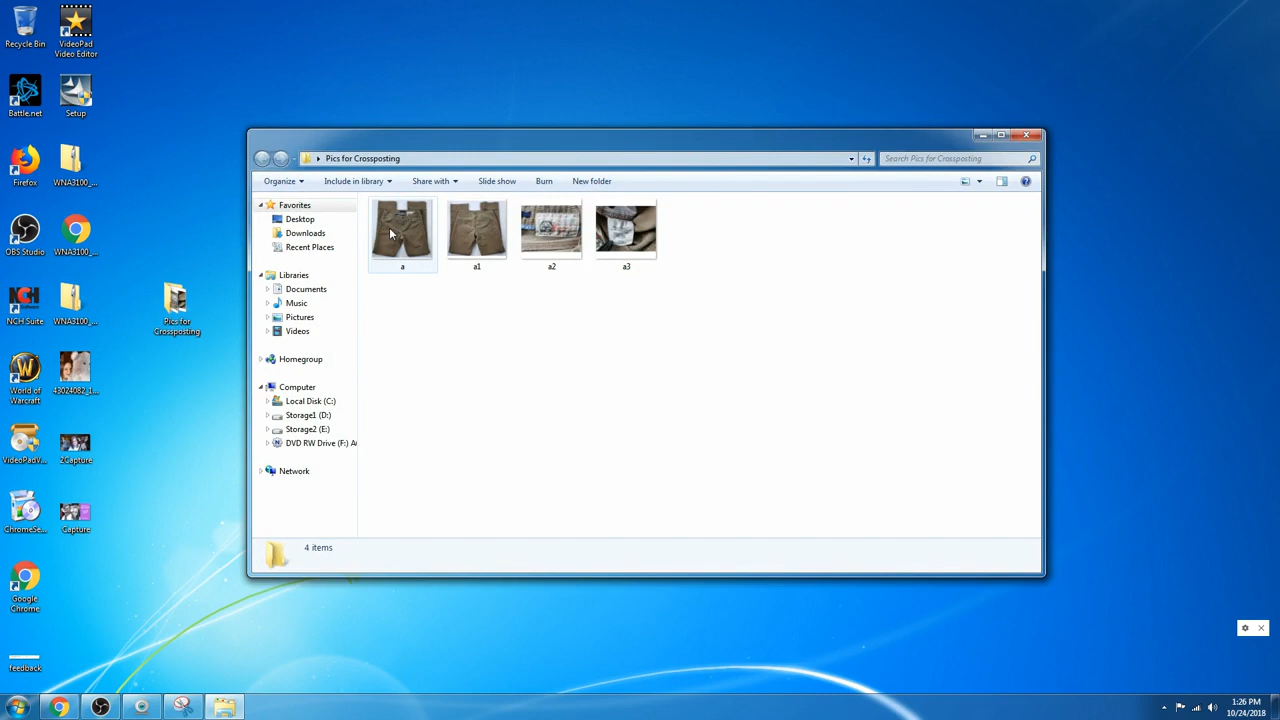 Recycle Bin
VideoPad Video Editor
Battle.net
Setup
Firefox
WNA3100_...
OBS Studio
WNA3100_...
NCH Suite
WNA3100_...
World of Warcraft
43024082_1...
VideoPadV...
2Capture
ChromeSe...
Capture
Google Chrome
feedback
Pics for Crossposting
Pics for Crossposting
Search Pics for Crossposting
Organize Include in library Share with Slide show Burn New folder
Favorites
Desktop
Downloads
Recent Places
Libraries
Documents
Music
Pictures
Videos
Homegroup
Computer
Local Disk (C:)
Storage1 (D:)
Storage2 (E:)
DVD RW Drive (F:) A
Network
a a1 a2 a3
4 items
1:26 PM
10/24/2018